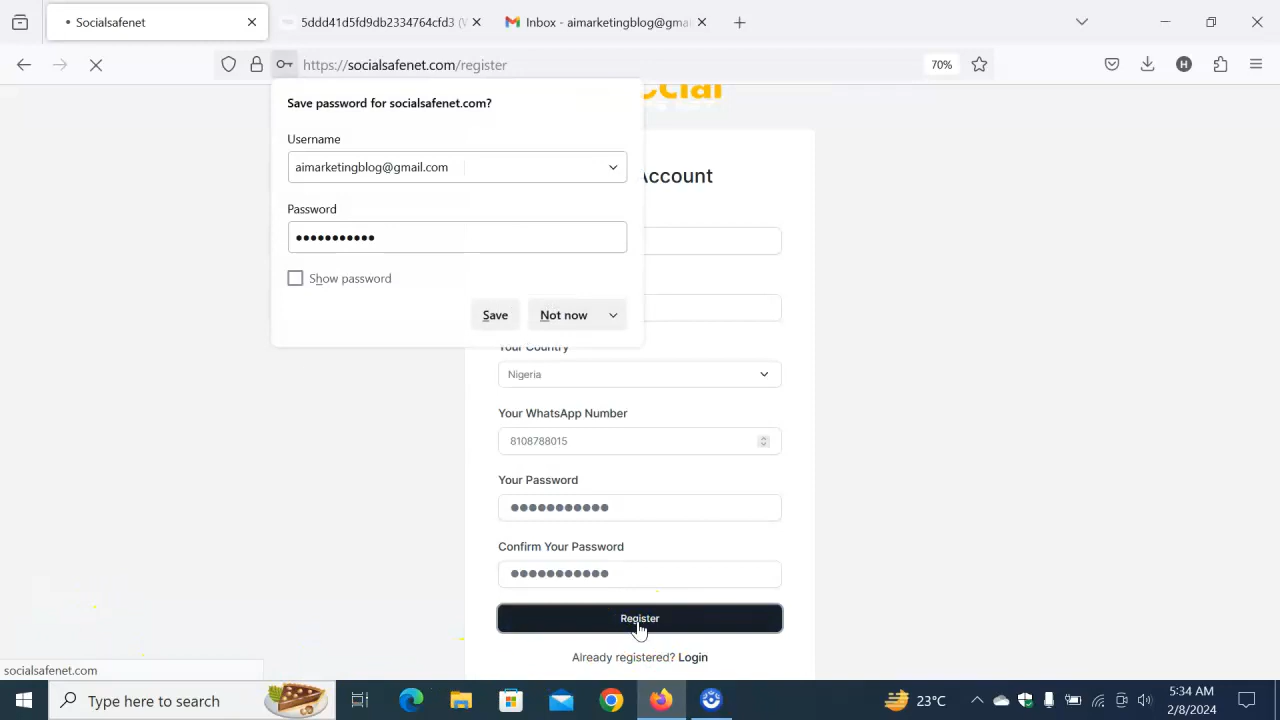 Socialsafenet
5ddd41d5fd9db2334764cfd3 (
Inbox - aimarketingblog@gmai
https://socialsafenet.com/register
70%
H
Save password for socialsafenet.com?
Username
aimarketingblog@gmail.com
Password
Show password
Save
Not now
Account
Your Country
Nigeria
Your WhatsApp Number
8108788015
Your Password
Confirm Your Password
Register
Already registered? Login
socialsafenet.com
Type here to search
23°C
5:34 AM
2/8/2024